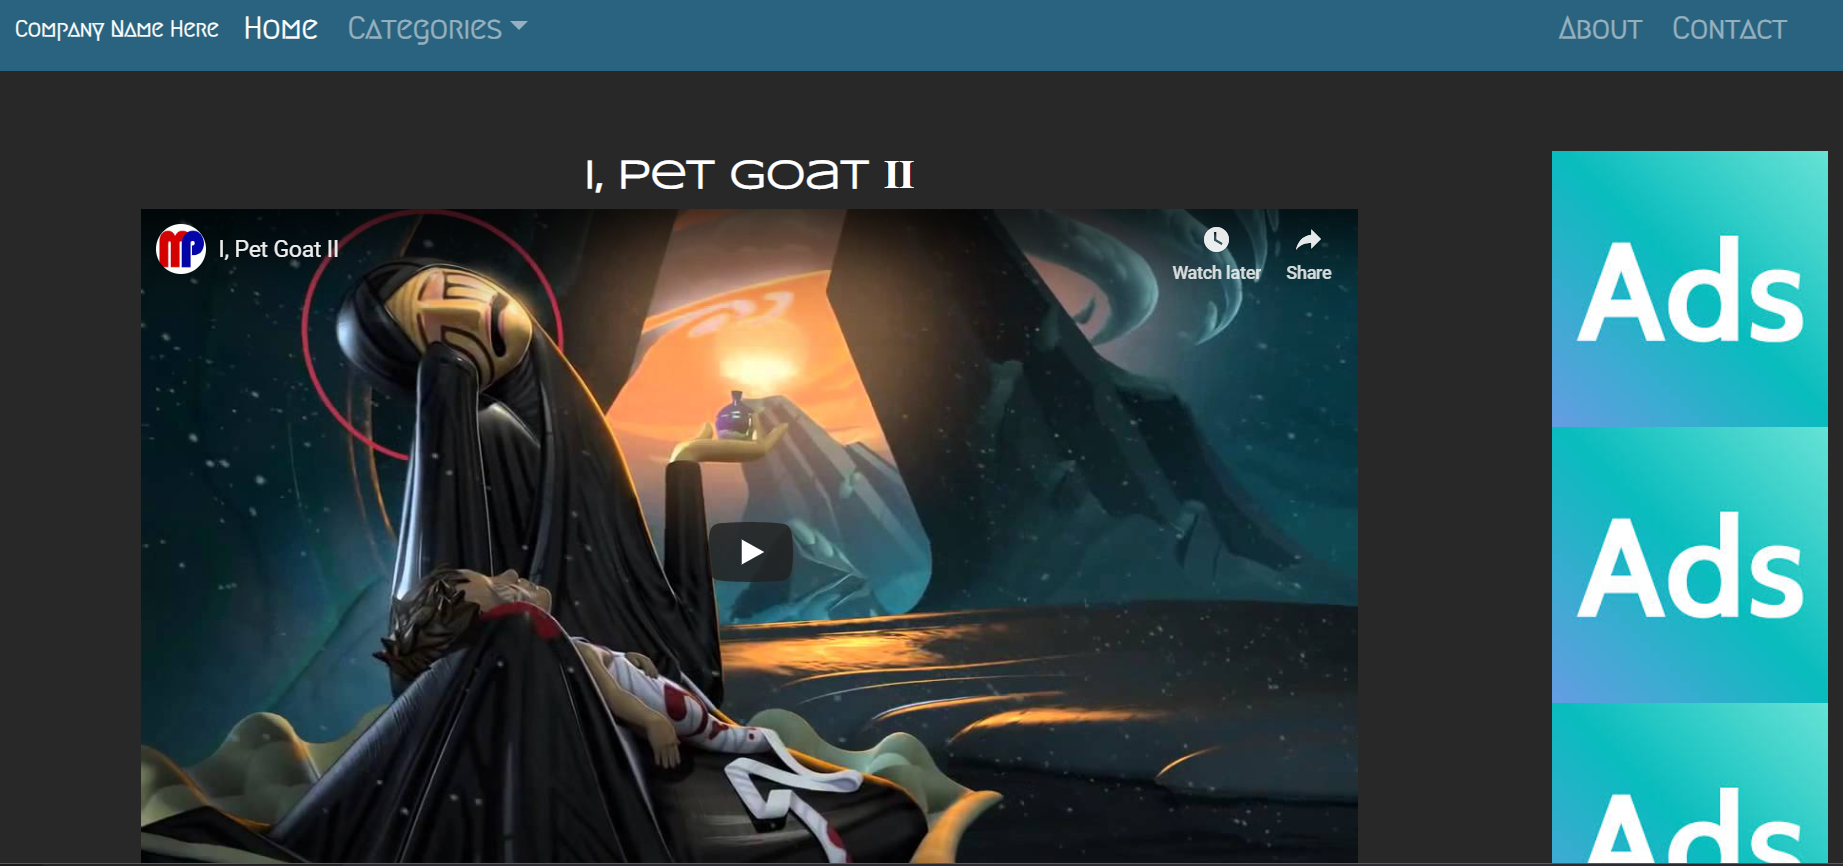 Company Name Here Home Categories About Contact
I, Pet Goat II
MP I, Pet Goat II
Watch later Share
Ads
Ads
Ads